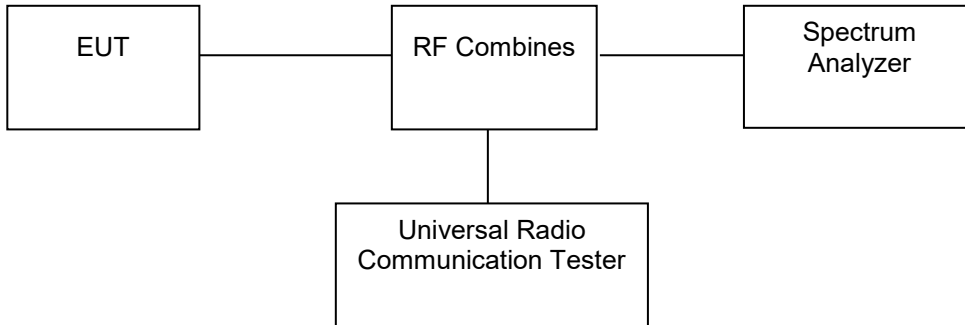 EUT
RF Combines
Spectrum
Analyzer
Universal Radio
Communication Tester